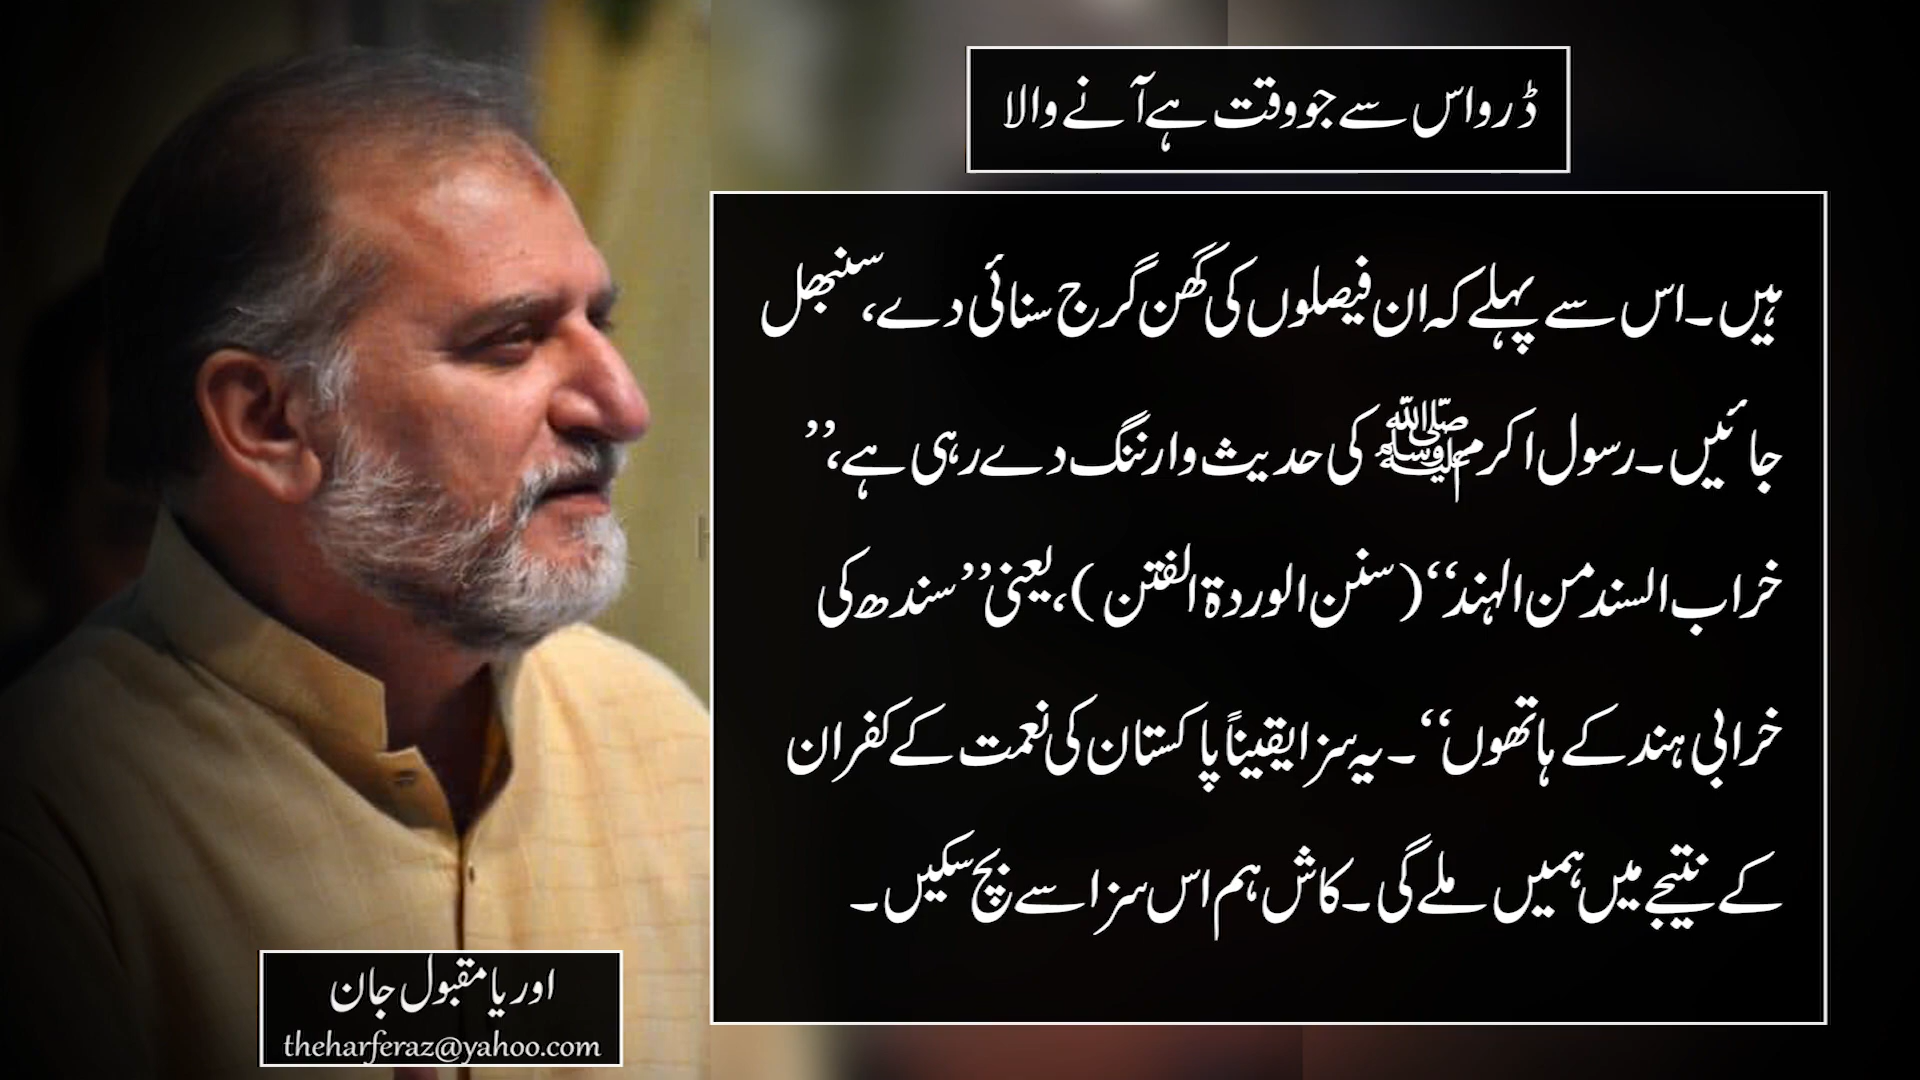 ڈرو اس سے جو وقت ہے آنے والا
ہیں۔ اس سے پہلے کہ ان فیصلوں کی گھن گرج سنائی دے، سنبھل
جائیں۔ رسول اکرم ﷺ کی حدیث وارننگ دے رہی ہے، ’’
خراب السند من الہند‘‘ (سنن الوردۃ الفتن)، یعنی ’’سندھ کی
خرابی ہند کے ہاتھوں‘‘۔ یہ سزا یقیناً پاکستان کی نعمت کے کفران
کے نتیجے میں ہمیں ملے گی۔ کاش ہم اس سزا سے بچ سکیں۔
اوریا مقبول جان
theharferaz@yahoo.com